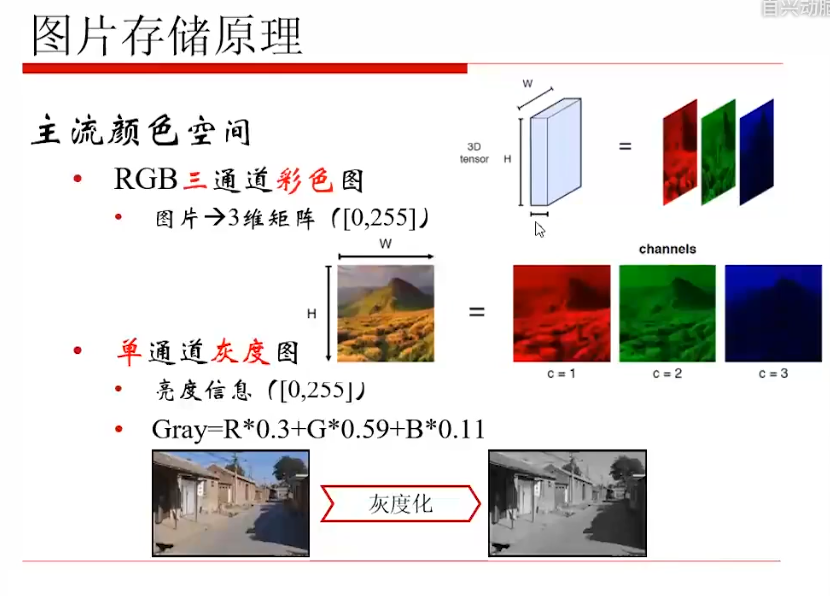 自兴动脑
图片存储原理
主流颜色空间
• RGB三通道彩色图
• 图片→3维矩阵（[0,255]）
W
3D
tensor
H
=
W
H
=
channels
c = 1
c = 2
c = 3
• 单通道灰度图
• 亮度信息（[0,255]）
• Gray=R*0.3+G*0.59+B*0.11
灰度化